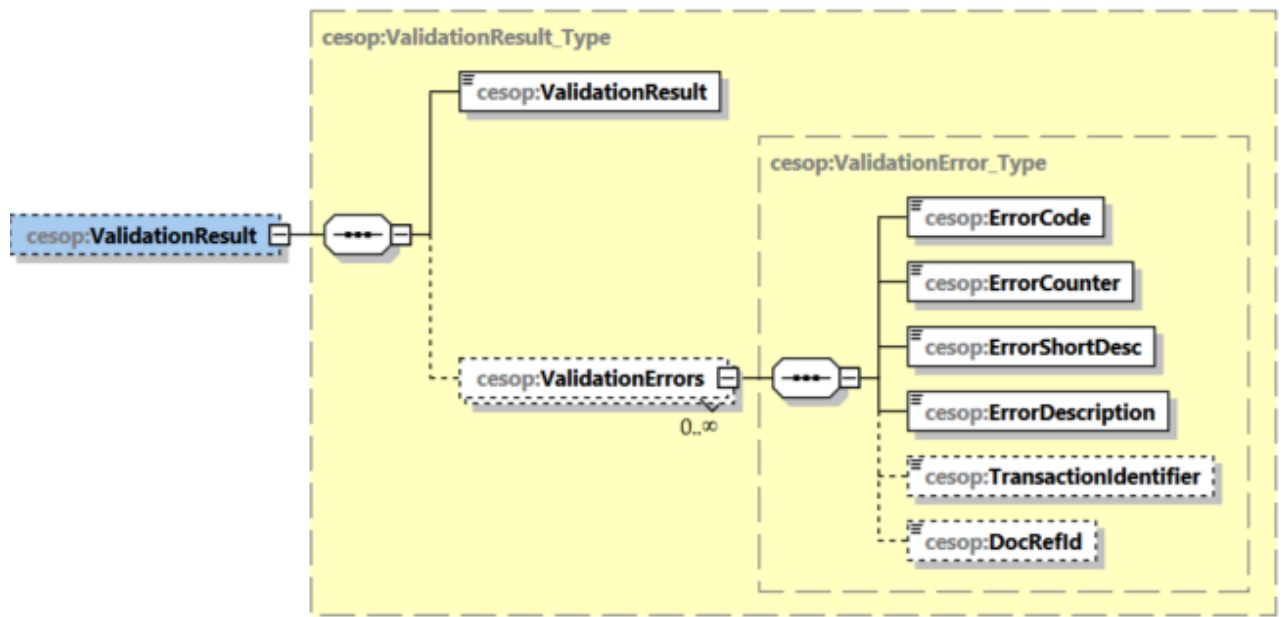 cesop:ValidationResult_Type
cesop:ValidationResult
cesop:ValidationError_Type
cesop:ErrorCode
cesop:ValidationResult
cesop:ErrorCounter
cesop:ErrorShortDesc
cesop:ValidationErrors
0..∞
cesop:ErrorDescription
cesop:TransactionIdentifier
cesop:DocRefId